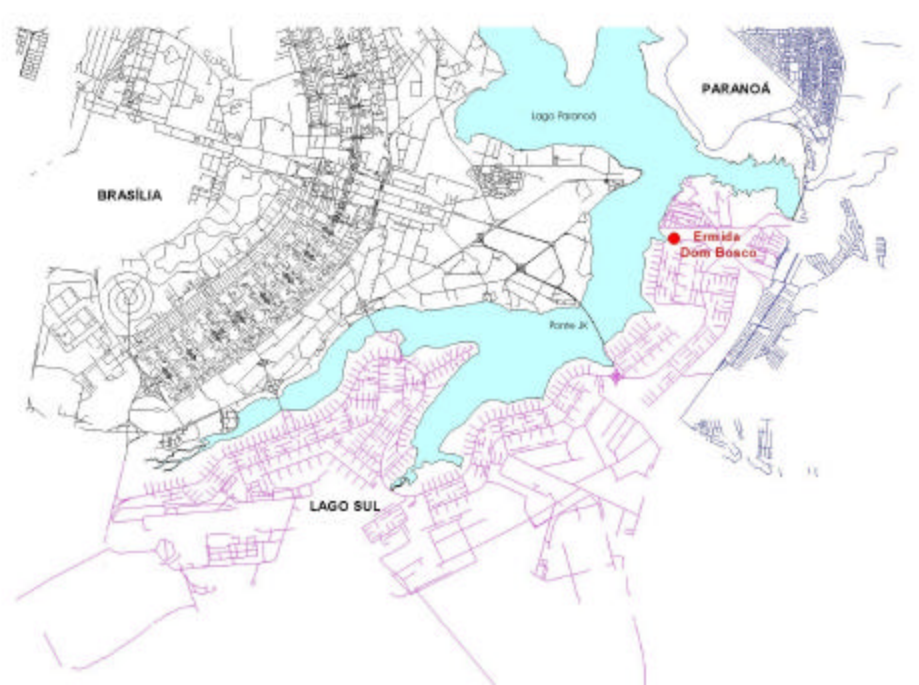 PARANOÁ
Lago Paranoá
BRASÍLIA
Ermida
Dom Bosco
Ponte JK
LAGO SUL